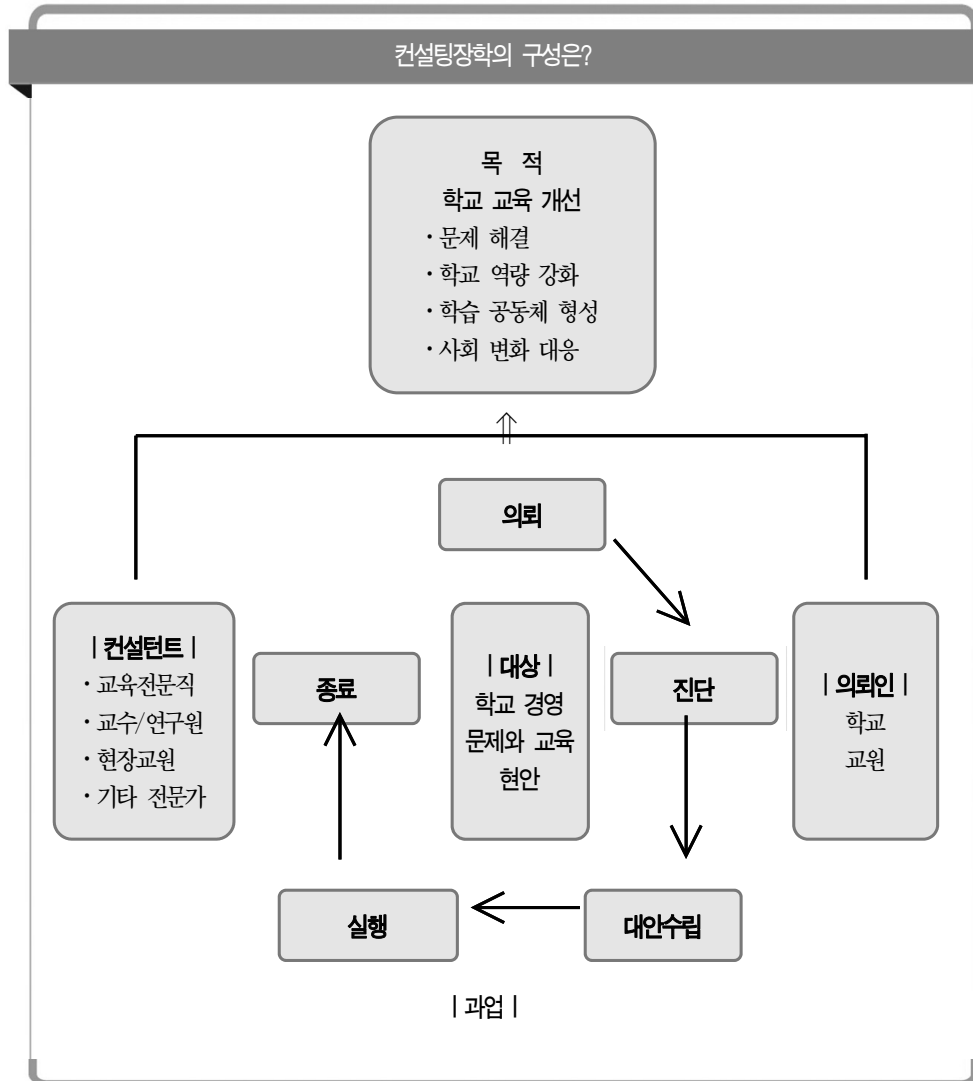 컨설팅장학의 구성은?
목 적
학교 교육 개선
· 문제 해결
· 학교 역량 강화
· 학습 공동체 형성
· 사회 변화 대응
의뢰
| 컨설턴트 |
· 교육전문직
· 교수/연구원
· 현장교원
· 기타 전문가
종료
| 대상 |
학교 경영
문제와 교육
현안
진단
| 의뢰인 |
학교
교원
실행
대안수립
| 과업 |